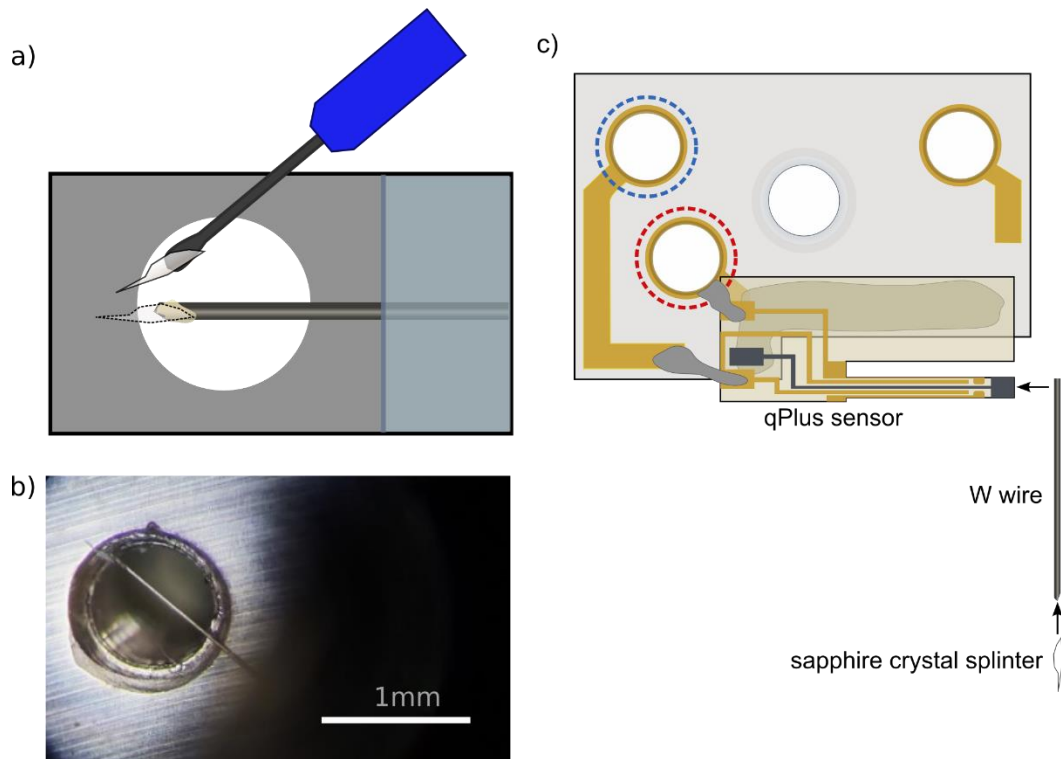 a)
b)
1mm
c)
qPlus sensor
W wire
sapphire crystal splinter